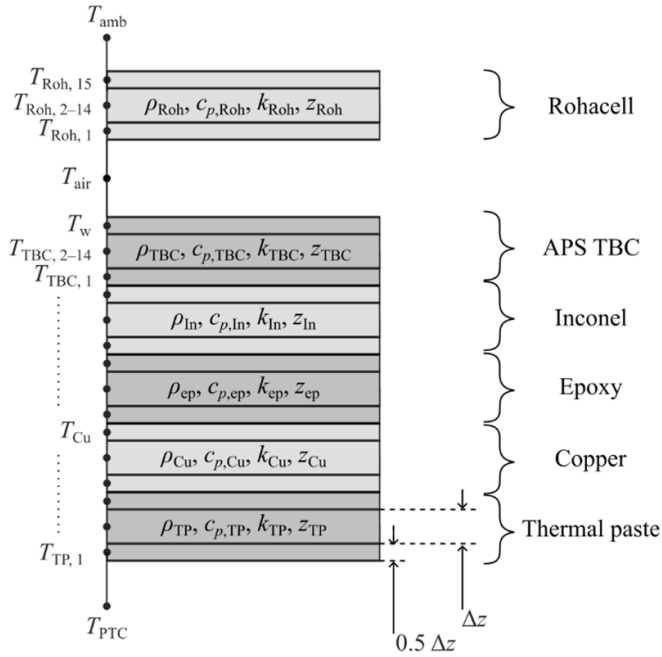 T_amb
T_Roh, 15
T_Roh, 2–14
T_Roh, 1
ρ_Roh, c_p,Roh, k_Roh, z_Roh
Rohacell
T_air
T_w
T_TBC, 2–14
T_TBC, 1
ρ_TBC, c_p,TBC, k_TBC, z_TBC
APS TBC
ρ_In, c_p,In, k_In, z_In
Inconel
ρ_ep, c_p,ep, k_ep, z_ep
Epoxy
T_Cu
ρ_Cu, c_p,Cu, k_Cu, z_Cu
Copper
ρ_TP, c_p,TP, k_TP, z_TP
Thermal paste
T_TP, 1
Δz
0.5 Δz
T_PTC